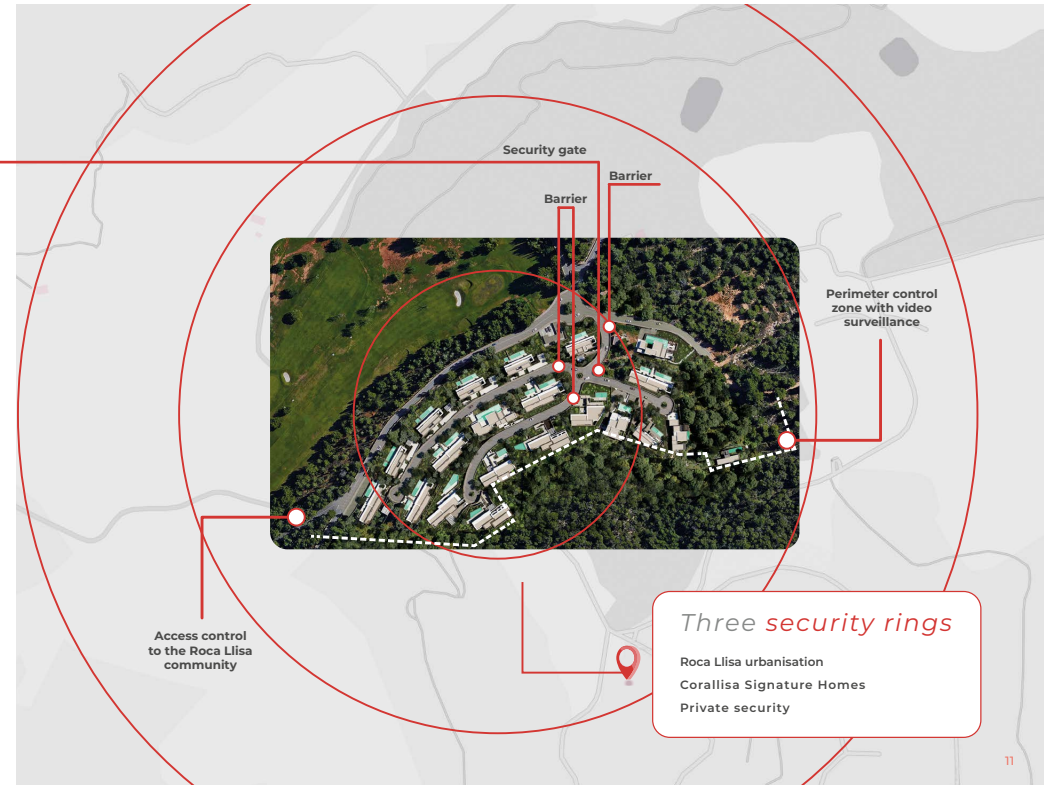 Security gate
Barrier
Barrier
Perimeter control
zone with video
surveillance
Access control
to the Roca Llisa
community
Three security rings
Roca Llisa urbanisation
Corallisa Signature Homes
Private security
11